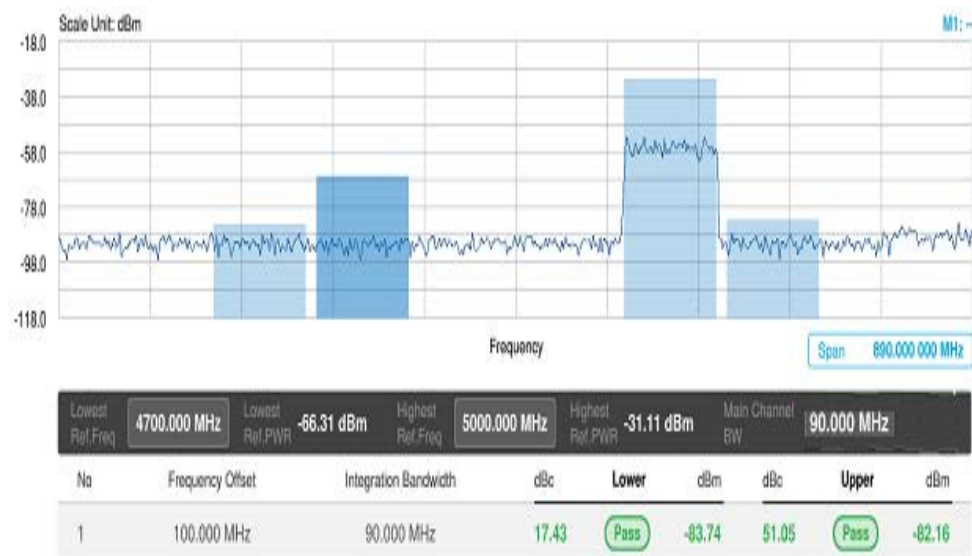 Scale Unit: dBm M1: --
-18.0
-38.0
-58.0
-78.0
-98.0
-118.0
Frequency
Span 890.000 000 MHz
Lowest Ref.Freq 4700.000 MHz Lowest Ref.PWR -66.31 dBm Highest Ref.Freq 5000.000 MHz Highest Ref.PWR -31.11 dBm Main Channel BW 90.000 MHz
No Frequency Offset Integration Bandwidth dBc Lower dBm dBc Upper dBm
1 100.000 MHz 90.000 MHz 17.43 Pass -83.74 51.05 Pass -82.16